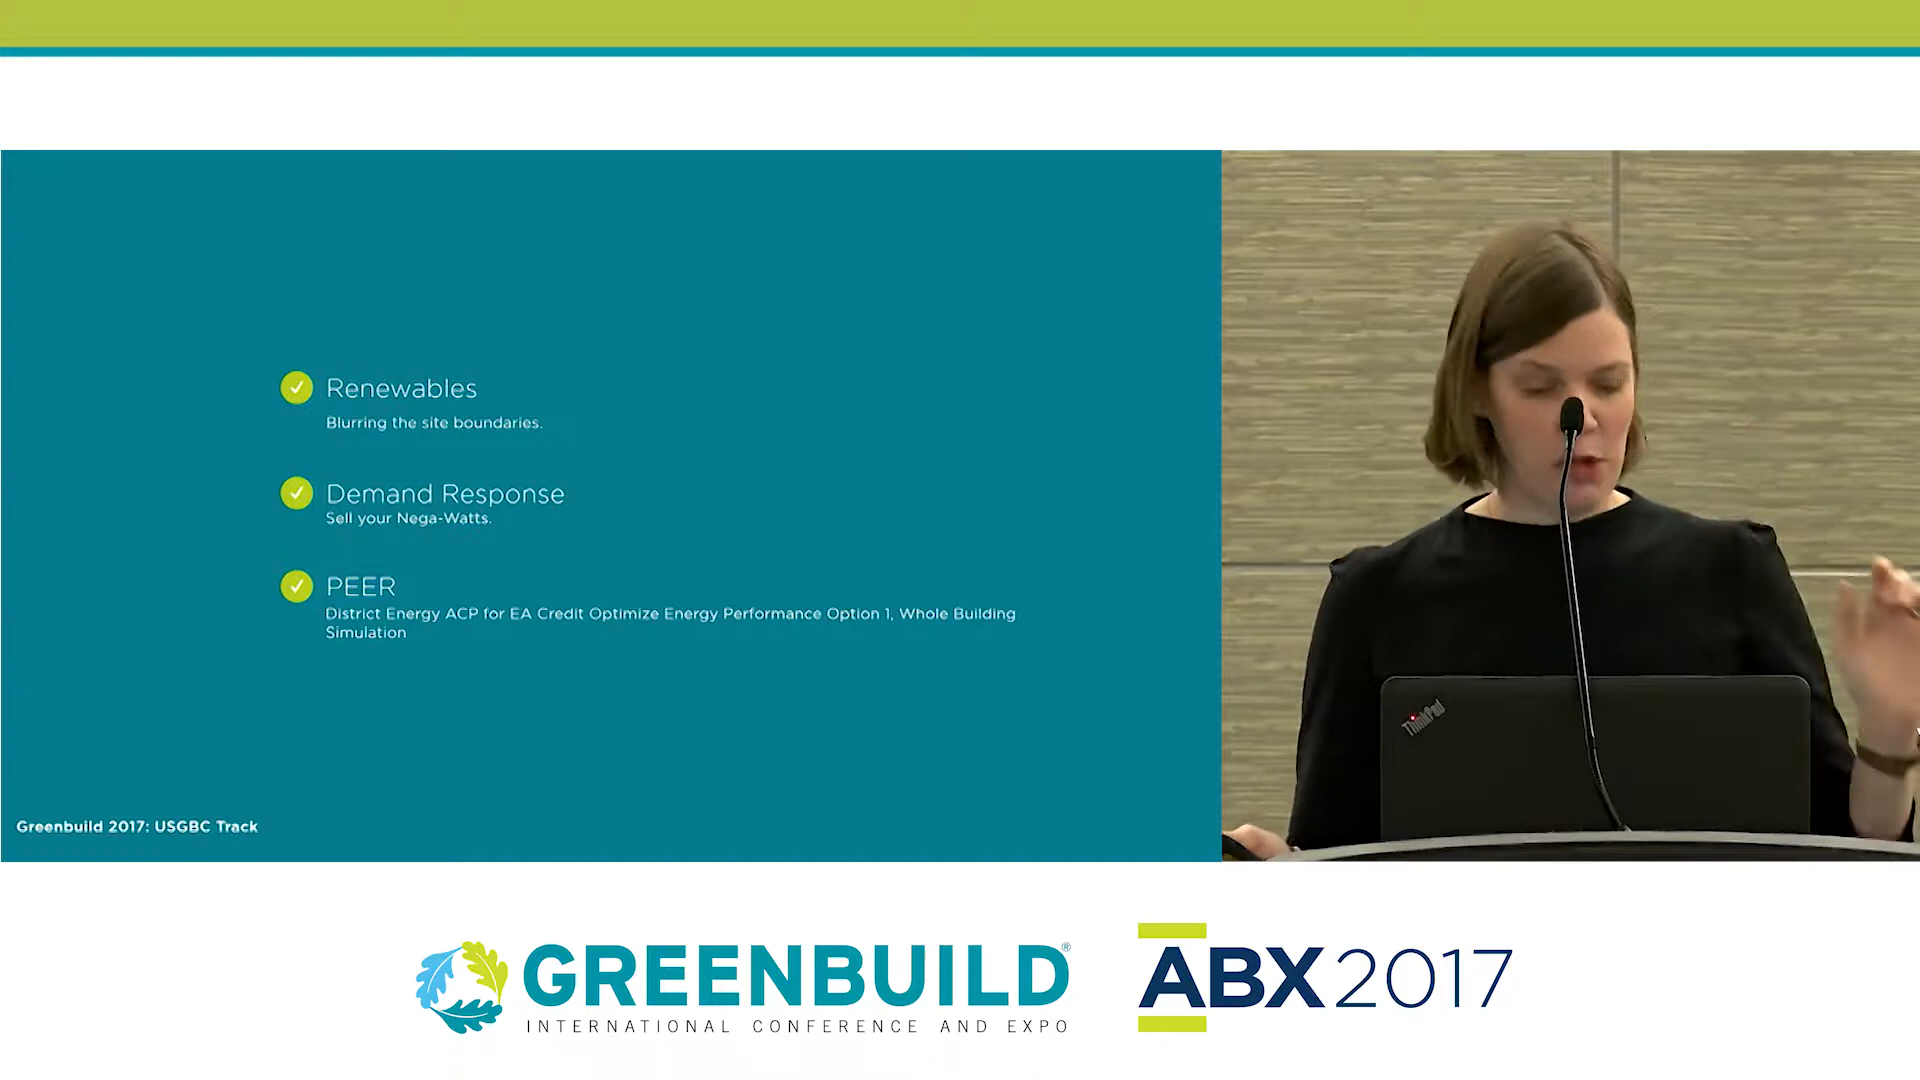 Renewables
Blurring the site boundaries.
Demand Response
Sell your Nega-Watts.
PEER
District Energy ACP for EA Credit Optimize Energy Performance Option 1, Whole Building
Simulation
Greenbuild 2017: USGBC Track
ThinkPad
GREENBUILD®
INTERNATIONAL CONFERENCE AND EXPO
ABX2017